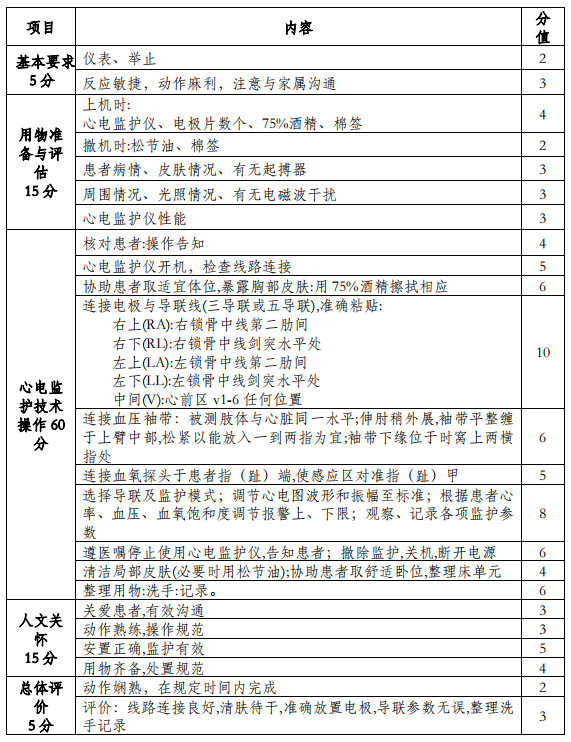 项目 内容 分值
基本要求 5 分
仪表、举止 2
反应敏捷，动作麻利，注意与家属沟通 3
用物准备与评估 15 分
上机时:
心电监护仪、电极片数个、75%酒精、棉签 4
撤机时:松节油、棉签 2
患者病情、皮肤情况、有无起搏器 3
周围情况、光照情况、有无电磁波干扰 3
心电监护仪性能 3
心电监护技术操作 60 分
核对患者:操作告知 4
心电监护仪开机，检查线路连接 5
协助患者取适宜体位,暴露胸部皮肤:用 75%酒精擦拭相应 6
连接电极与导联线(三导联或五导联),准确粘贴:
右上(RA):右锁骨中线第二肋间
右下(RL):右锁骨中线剑突水平处
左上(LA):左锁骨中线第二肋间
左下(LL):左锁骨中线剑突水平处
中间(V):心前区 v1-6 任何位置 10
连接血压袖带：被测肢体与心脏同一水平;伸肘稍外展,袖带平整缠
于上臂中部,松紧以能放入一到两指为宜;袖带下缘位于时窝上两横
指处 6
连接血氧探头于患者指（趾）端,使感应区对准指（趾）甲 5
选择导联及监护模式；调节心电图波形和振幅至标准；根据患者心
率、血压、血氧饱和度调节报警上、下限；观察、记录各项监护参
数 8
遵医嘱停止使用心电监护仪,告知患者；撤除监护,关机,断开电源 6
清洁局部皮肤(必要时用松节油);协助患者取舒适卧位,整理床单元 4
整理用物:洗手:记录。 6
人文关怀 15 分
关爱患者,有效沟通 3
动作熟练,操作规范 3
安置正确,监护有效 5
用物齐备,处置规范 4
总体评价 5 分
动作娴熟，在规定时间内完成 2
评价：线路连接良好,清肤待干,准确放置电极,导联参数无误,整理洗
手记录 3